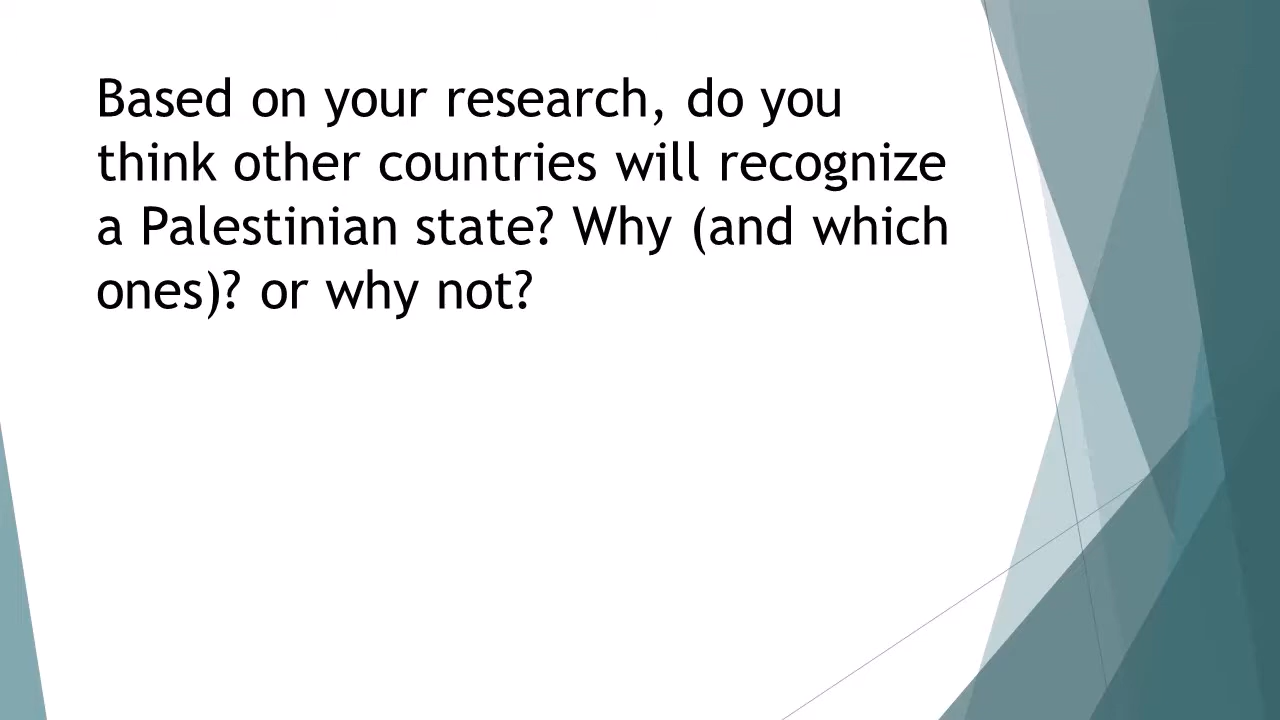 Based on your research, do you
think other countries will recognize
a Palestinian state? Why (and which
ones)? or why not?